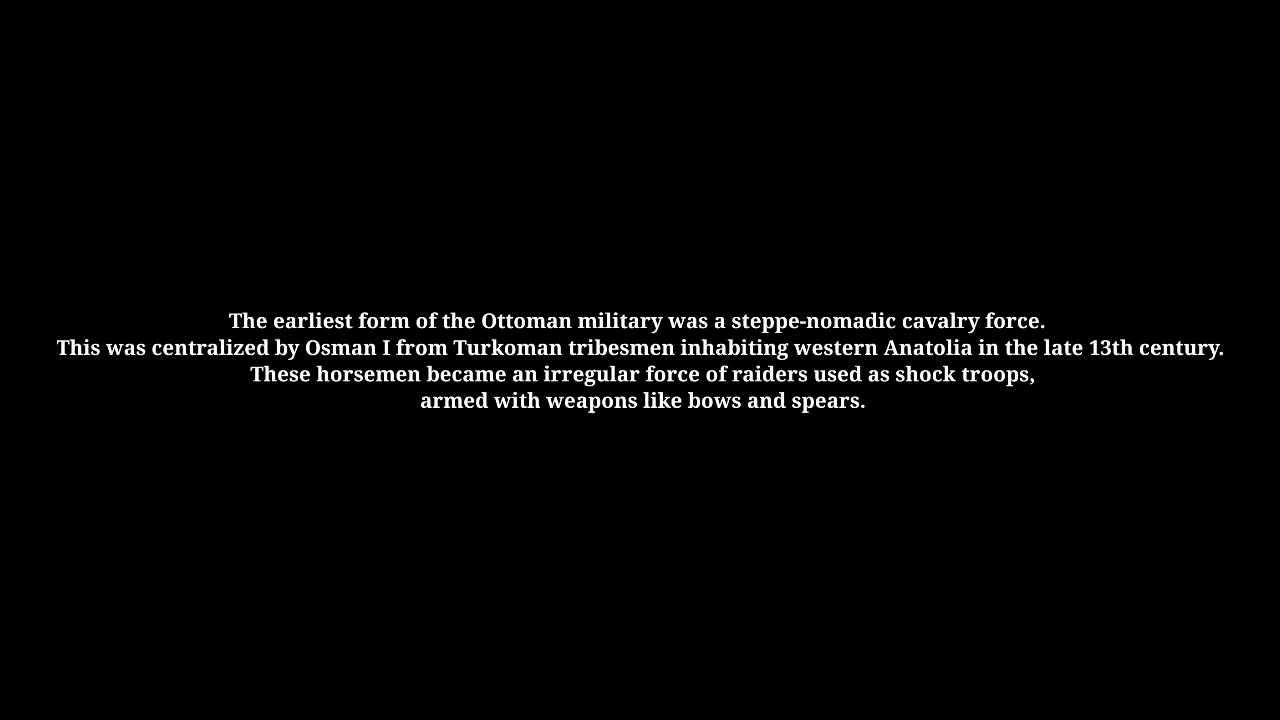 The earliest form of the Ottoman military was a steppe-nomadic cavalry force.
This was centralized by Osman I from Turkoman tribesmen inhabiting western Anatolia in the late 13th century.
These horsemen became an irregular force of raiders used as shock troops,
armed with weapons like bows and spears.